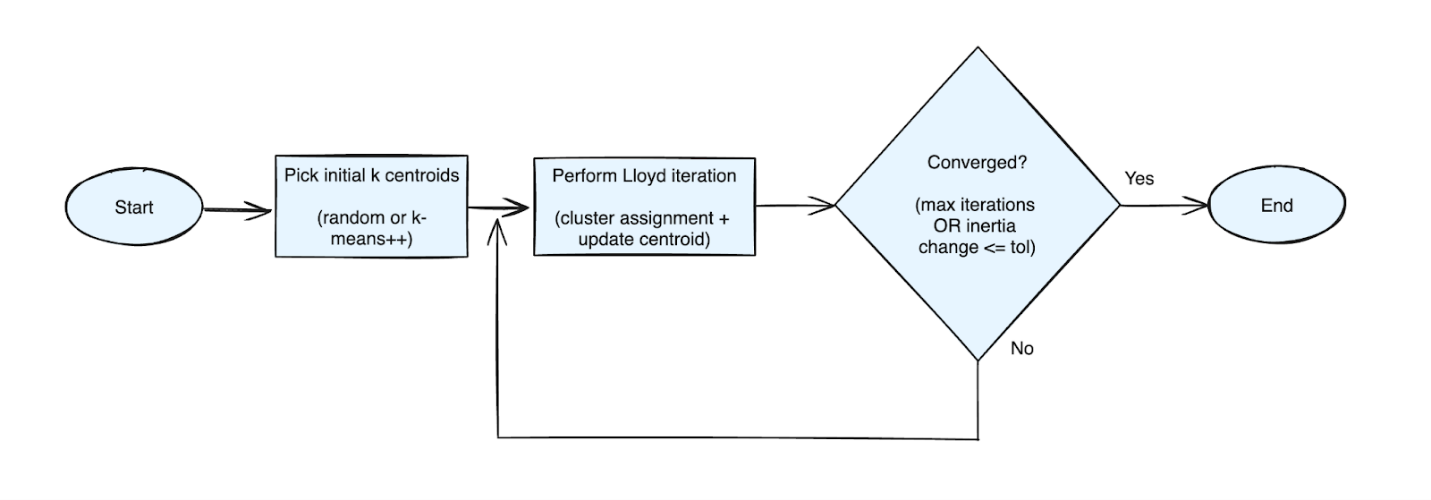 Start
Pick initial k centroids
(random or k-
means++)
Perform Lloyd iteration
(cluster assignment +
update centroid)
Converged?
(max iterations
OR inertia
change <= tol)
Yes
End
No